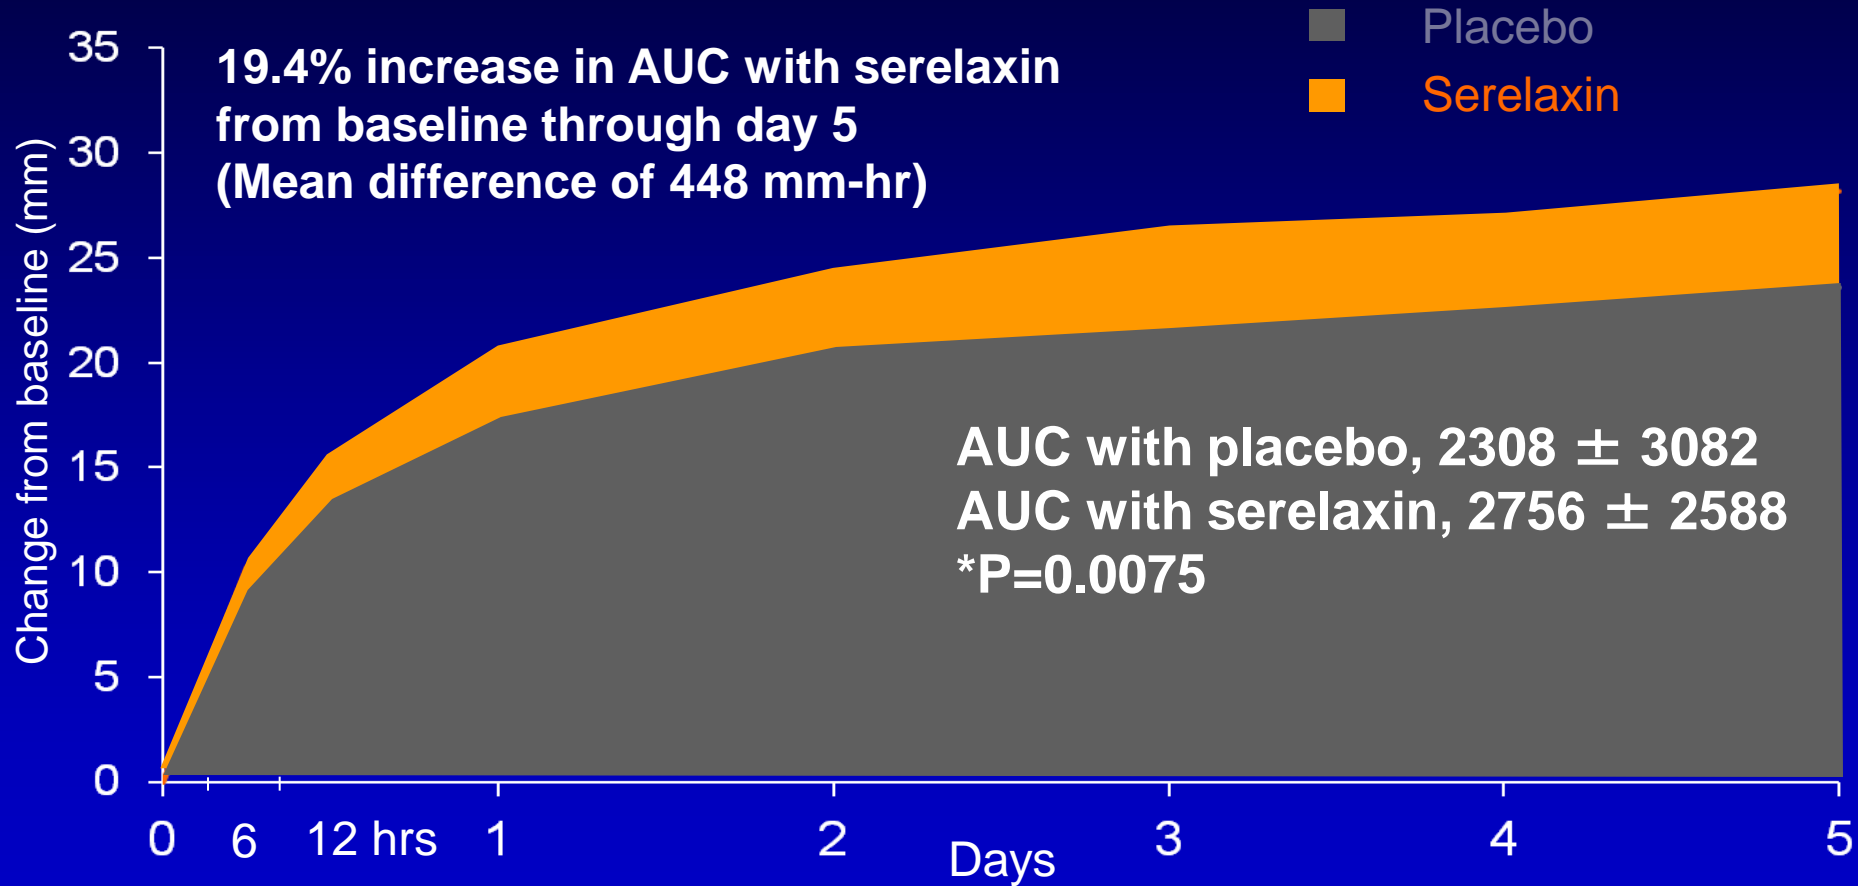 Placebo
Serelaxin
19.4% increase in AUC with serelaxin
from baseline through day 5
(Mean difference of 448 mm-hr)
Change from baseline (mm)
35
30
25
20
15
10
5
0
AUC with placebo, 2308 ± 3082
AUC with serelaxin, 2756 ± 2588
*P=0.0075
0 6 12 hrs 1 2 3 4 5
Days